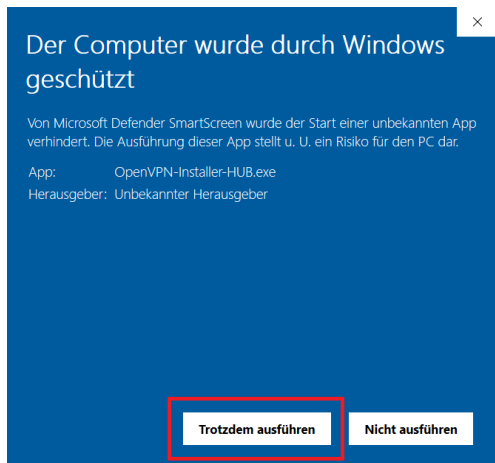 Der Computer wurde durch Windows
geschützt
Von Microsoft Defender SmartScreen wurde der Start einer unbekannten App
verhindert. Die Ausführung dieser App stellt u. U. ein Risiko für den PC dar.
App: OpenVPN-Installer-HUB.exe
Herausgeber: Unbekannter Herausgeber
Trotzdem ausführen Nicht ausführen